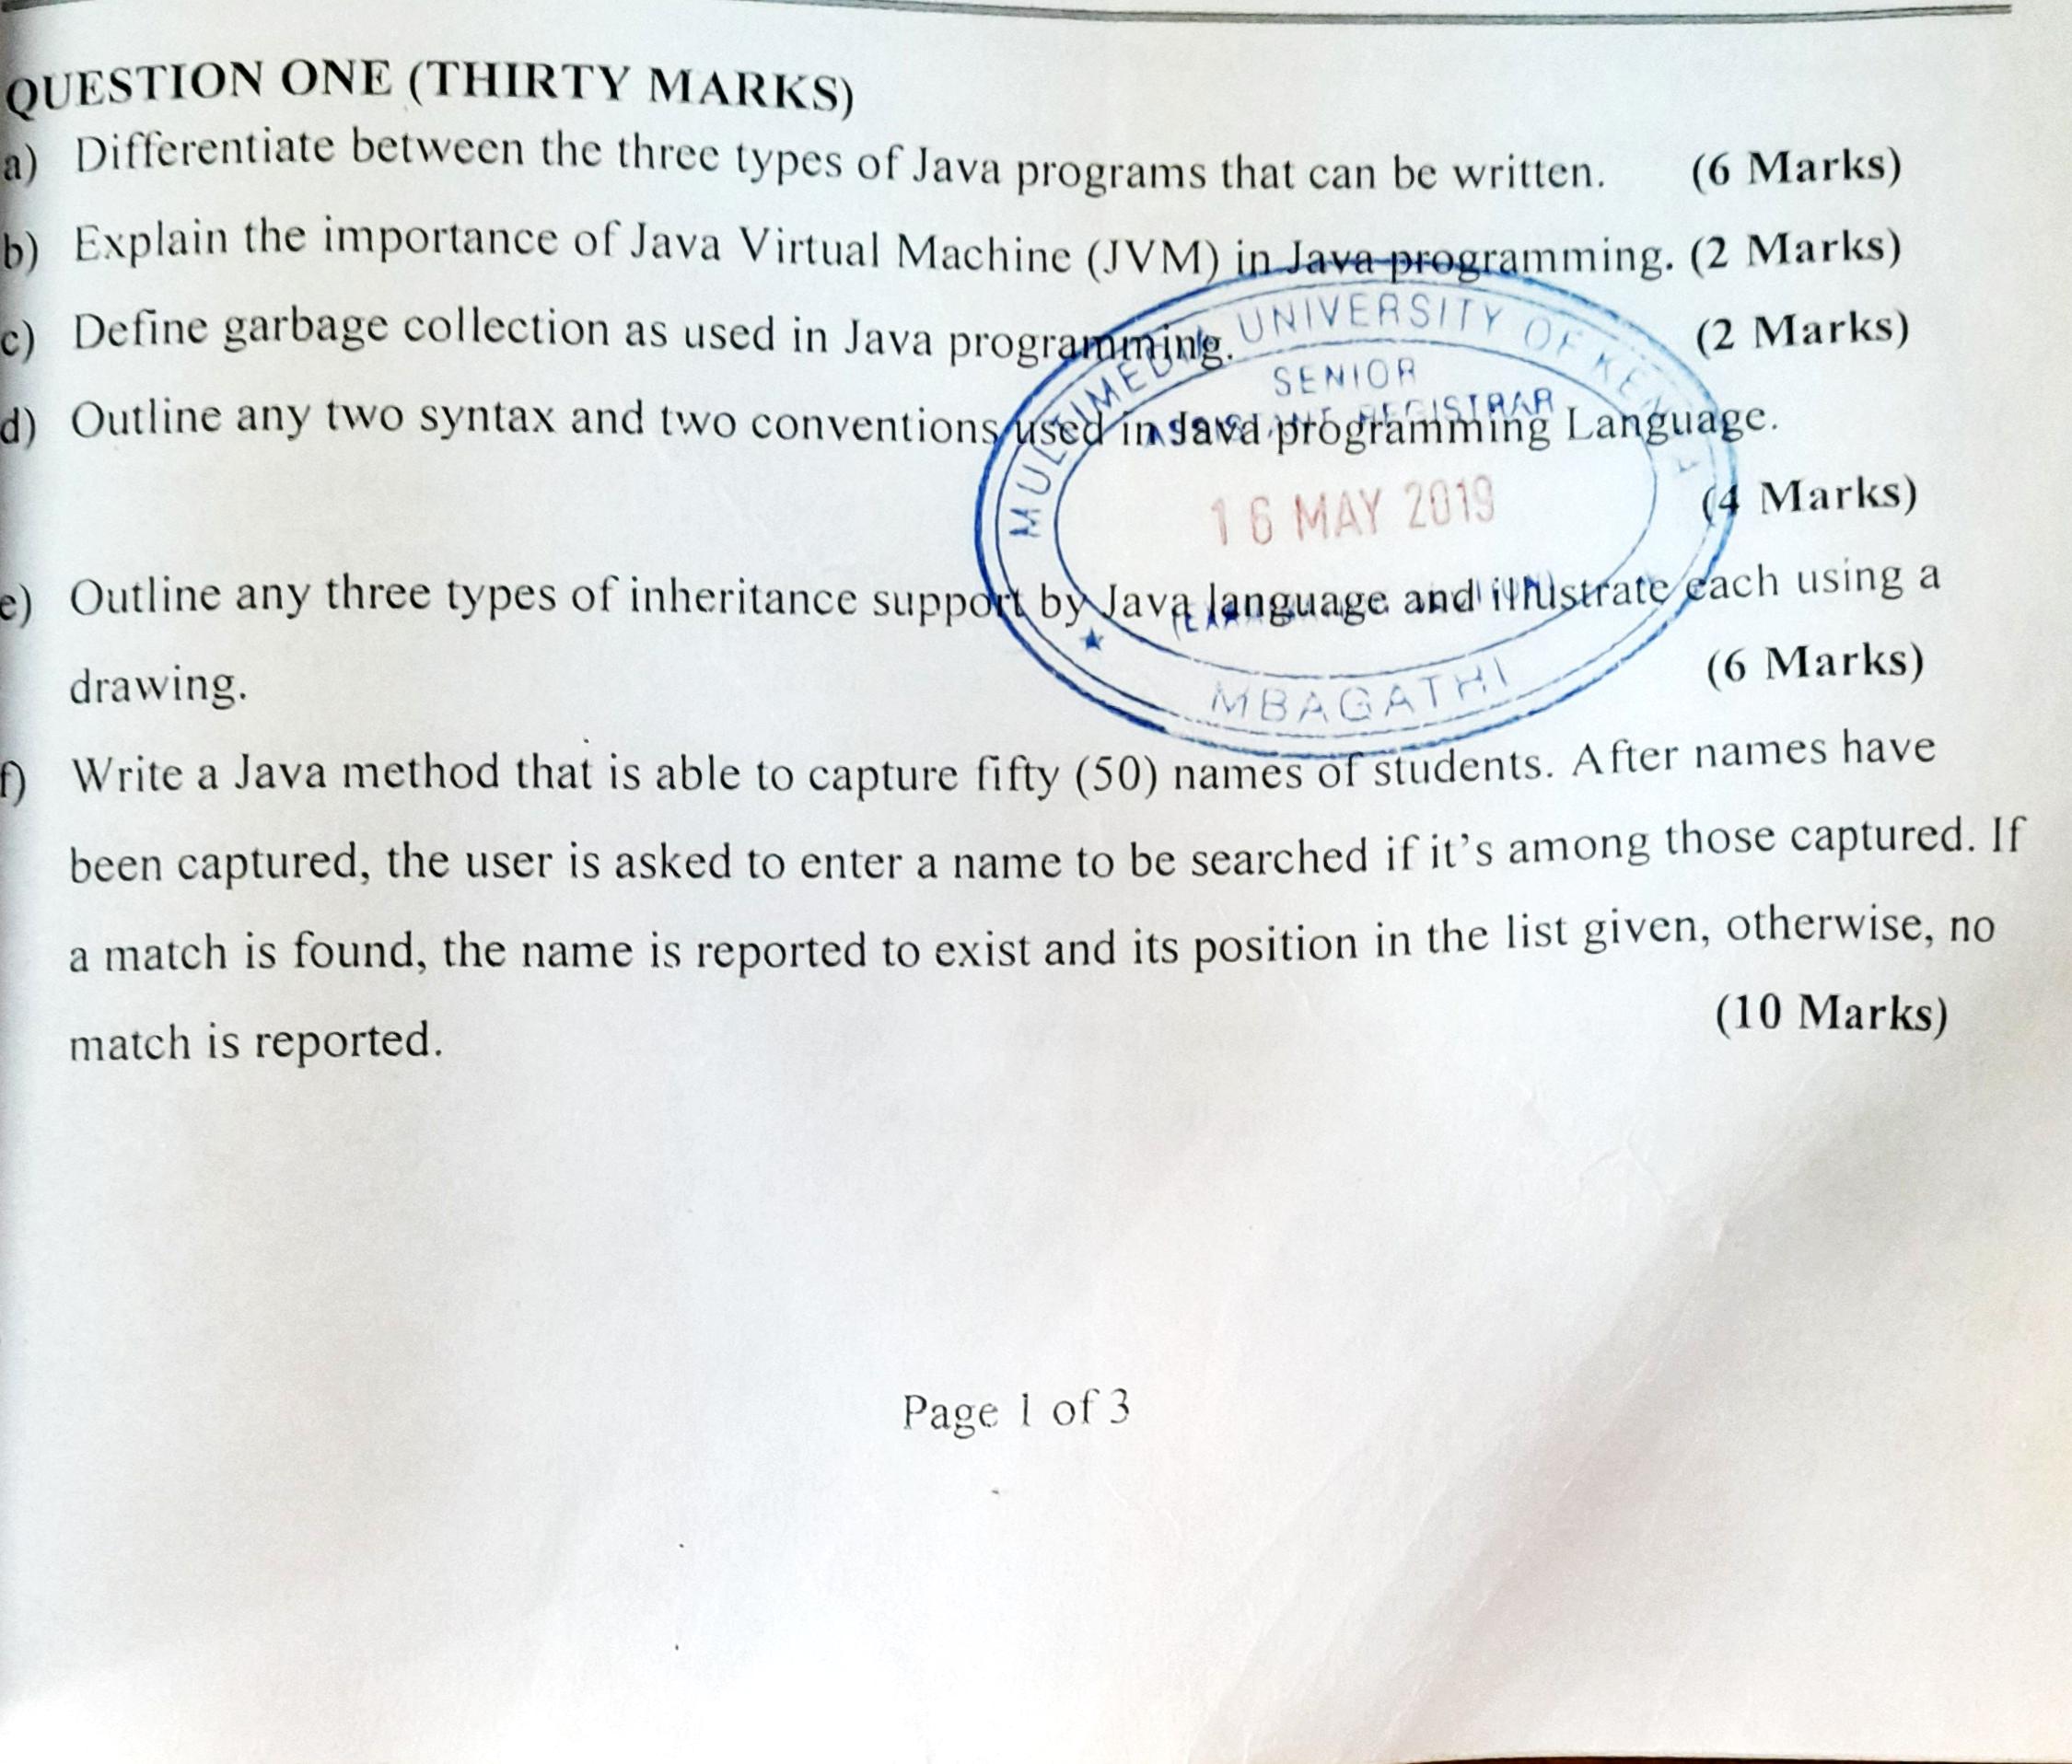 QUESTION ONE (THIRTY MARKS)
a) Differentiate between the three types of Java programs that can be written. (6 Marks)
b) Explain the importance of Java Virtual Machine (JVM) in Java programming. (2 Marks)
c) Define garbage collection as used in Java programming. (2 Marks)
d) Outline any two syntax and two conventions used in Java programming Language.
(4 Marks)
e) Outline any three types of inheritance support by Java language and illustrate each using a
drawing. (6 Marks)
f) Write a Java method that is able to capture fifty (50) names of students. After names have
been captured, the user is asked to enter a name to be searched if it's among those captured. If
a match is found, the name is reported to exist and its position in the list given, otherwise, no
match is reported. (10 Marks)
MULTIMEDIA UNIVERSITY OF KENYA
SENIOR
ASSISTANT REGISTRAR
16 MAY 2019
MBAGATHI
Page 1 of 3